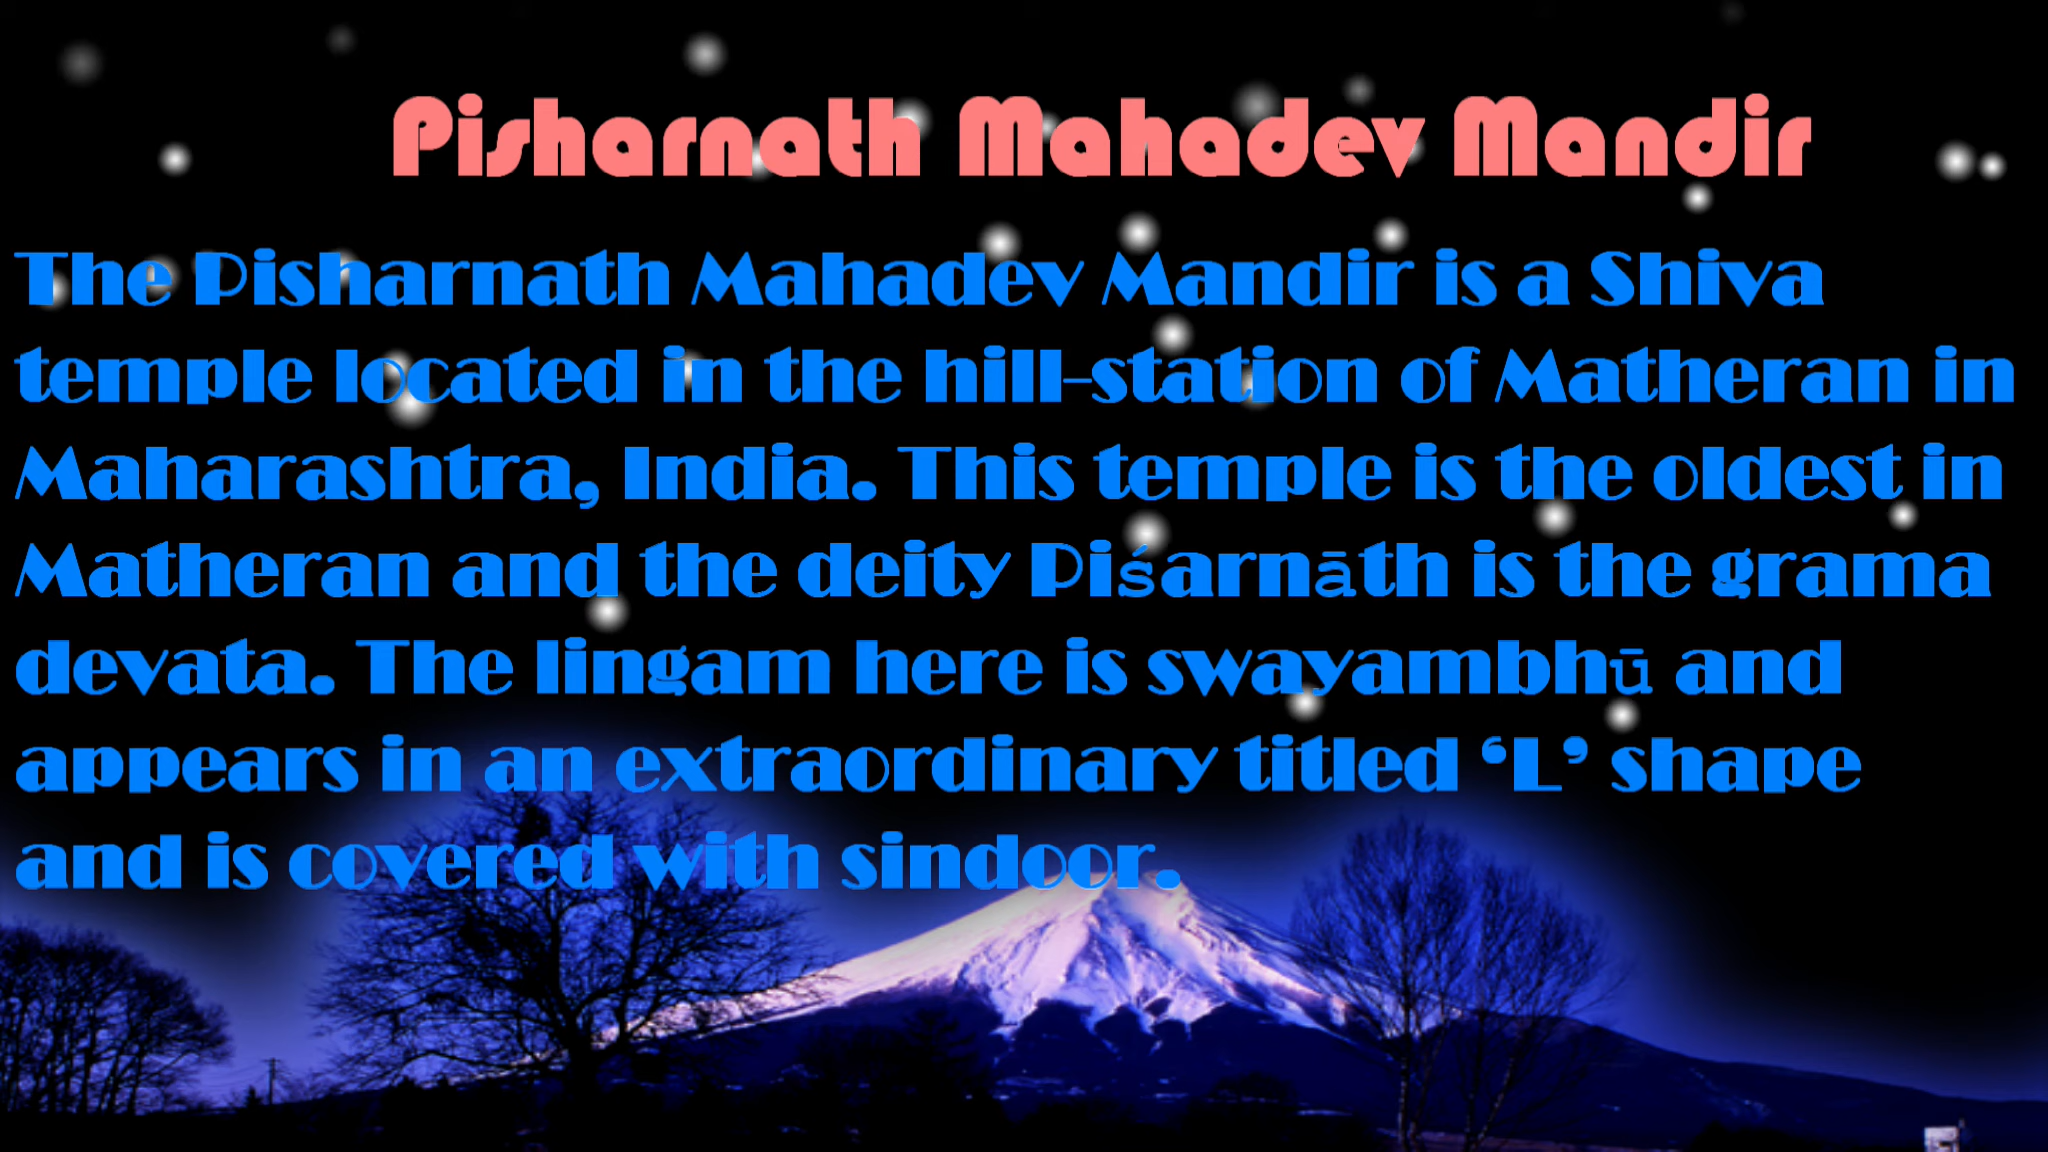 Pisharnath Mahadev Mandir
The Pisharnath Mahadev Mandir is a Shiva
temple located in the hill-station of Matheran in
Maharashtra, India. This temple is the oldest in
Matheran and the deity Piśarnāth is the grama
devata. The lingam here is swayambhū and
appears in an extraordinary titled ‘L’ shape
and is covered with sindoor.